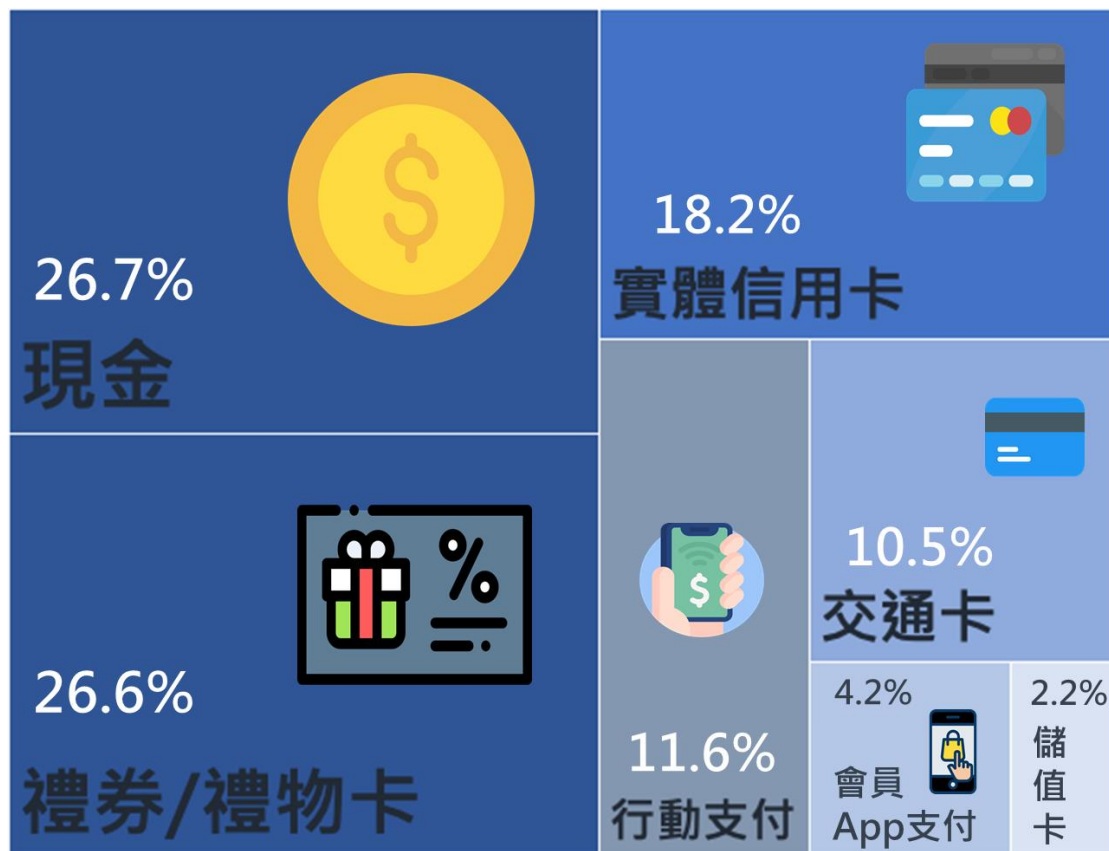 26.7%
現金
18.2%
實體信用卡
26.6%
禮券/禮物卡
11.6%
行動支付
10.5%
交通卡
4.2%
會員
App支付
2.2%
儲
值
卡